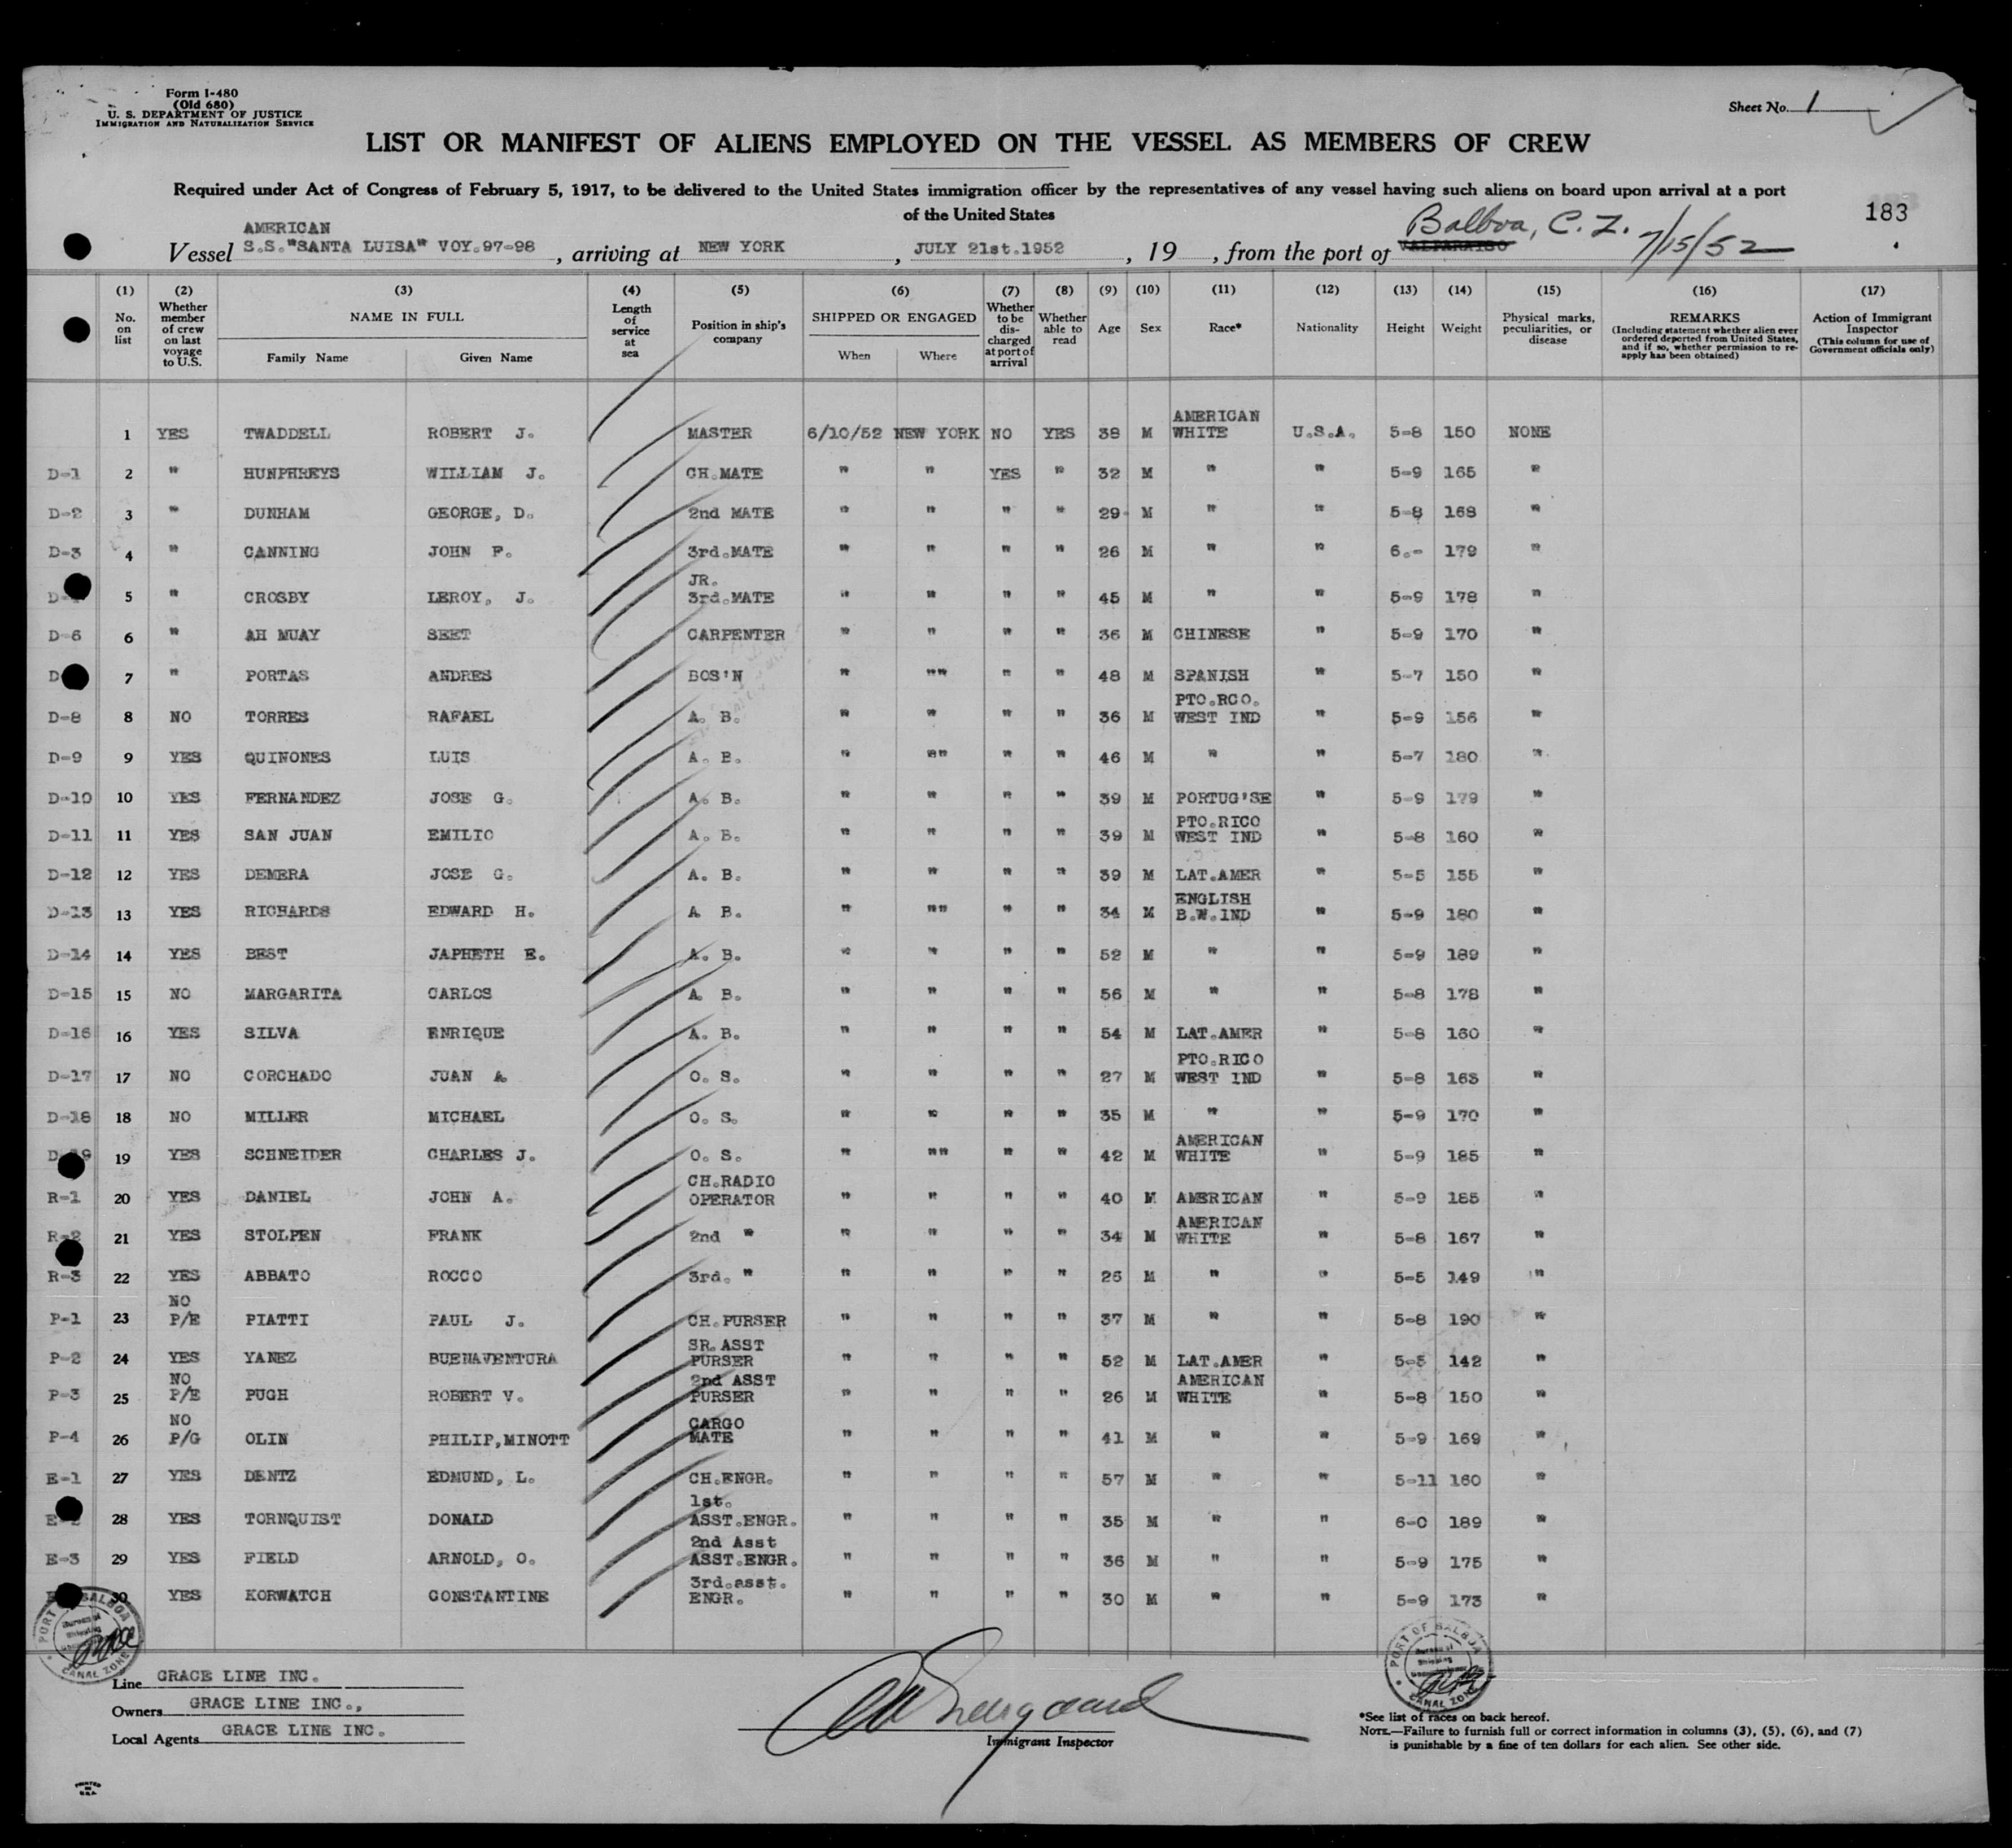 Form I-480
(Old 680)
U. S. DEPARTMENT OF JUSTICE
IMMIGRATION AND NATURALIZATION SERVICE
Sheet No. 1
LIST OR MANIFEST OF ALIENS EMPLOYED ON THE VESSEL AS MEMBERS OF CREW
Required under Act of Congress of February 5, 1917, to be delivered to the United States immigration officer by the representatives of any vessel having such aliens on board upon arrival at a port
of the United States
183
AMERICAN
Vessel S.S."SANTA LUISA" VOY.97-98, arriving at NEW YORK, JULY 21st.1952, 19 , from the port of VALPARAISO Balboa, C. Z. 7/15/52
(1) No. on list (2) Whether member of crew on last voyage to U.S. (3) NAME IN FULL Family Name Given Name (4) Length of service at sea (5) Position in ship's company (6) SHIPPED OR ENGAGED When Where (7) Whether to be discharged at port of arrival (8) Whether able to read (9) Age (10) Sex (11) Race* (12) Nationality (13) Height (14) Weight (15) Physical marks, peculiarities, or disease (16) REMARKS (Including statement whether alien ever ordered deported from United States, and if so, whether permission to re-apply has been obtained) (17) Action of Immigrant Inspector (This column for use of Government officials only)
1 YES TWADDELL ROBERT J. MASTER 6/10/52 NEW YORK NO YES 38 M AMERICAN WHITE U.S.A. 5-8 150 NONE
D-1 2 " HUNPHREYS WILLIAM J. CH.MATE " " YES " 32 M " " 5-9 165 "
D-2 3 " DUNHAM GEORGE, D. 2nd MATE " " " " 29 M " " 5-8 168 "
D-3 4 " CANNING JOHN F. 3rd.MATE " " " " 26 M " " 6.- 179 "
5 " CROSBY LEROY, J. JR. 3rd.MATE " " " " 45 M " " 5-9 178 "
D-6 6 " AH MUAY SEET CARPENTER " " " " 36 M CHINESE " 5-9 170 "
D 7 " PORTAS ANDRES BOS'N " "" " " 48 M SPANISH " 5-7 150 "
D-8 8 NO TORRES RAFAEL A. B. " " " " 36 M PTO.RCO. WEST IND " 5-9 156 "
D-9 9 YES QUINONES LUIS A. B. " "" " " 46 M " " 5-7 180 "
D-10 10 YES FERNANDEZ JOSE G. A. B. " " " " 39 M PORTUG'SE " 5-9 179 "
D-11 11 YES SAN JUAN EMILIO A. B. " " " " 39 M PTO.RICO WEST IND " 5-8 160 "
D-12 12 YES DEMERA JOSE G. A. B. " " " " 39 M LAT.AMER " 5-5 155 "
D-13 13 YES RICHARDS EDWARD H. A B. " "" " " 34 M ENGLISH B.W.IND " 5-9 180 "
D-14 14 YES BEST JAPHETH E. A. B. " " " " 52 M " " 5-9 189 "
D-15 15 NO MARGARITA CARLOS A B. " " " " 56 M " " 5-8 178 "
D-16 16 YES SILVA ENRIQUE A. B. " " " " 54 M LAT.AMER " 5-8 160 "
D-17 17 NO CORCHADO JUAN A O. S. " " " " 27 M PTO.RICO WEST IND " 5-8 163 "
D-18 18 NO MILLER MICHAEL O. S. " " " " 35 M " " 5-9 170 "
19 YES SCHNEIDER CHARLES J. O. S. " "" " " 42 M AMERICAN WHITE " 5-9 185 "
R-1 20 YES DANIEL JOHN A. CH.RADIO OPERATOR " " " " 40 M AMERICAN " 5-9 185 "
R-2 21 YES STOLPEN FRANK 2nd " " " " " 34 M AMERICAN WHITE " 5-8 167 "
R-3 22 YES ABBATO ROCCO 3rd. " " " " " 25 M " " 5-5 149 "
P-1 23 NO P/E PIATTI PAUL J. CH.PURSER " " " " 37 M " " 5-8 190 "
P-2 24 YES YANEZ BUENAVENTURA SR.ASST PURSER " " " " 52 M LAT.AMER " 5-5 142 "
P-3 25 NO P/E PUGH ROBERT V. 2nd ASST PURSER " " " " 26 M AMERICAN WHITE " 5-8 150 "
P-4 26 NO P/G OLIN PHILIP,MINOTT CARGO MATE " " " " 41 M " " 5-9 169 "
E-1 27 YES DENTZ EDMUND, L. CH.ENGR. " " " " 57 M " " 5-11 160 "
E-2 28 YES TORNQUIST DONALD 1st. ASST.ENGR. " " " " 35 M " " 6-0 189 "
E-3 29 YES FIELD ARNOLD, O. 2nd Asst ASST.ENGR. " " " " 36 M " " 5-9 175 "
30 YES KORWATCH CONSTANTINE 3rd.asst. ENGR. " " " " 30 M " " 5-9 173 "
PORT OF BALBOA
Bureau of
Shipping
CANAL ZONE
PORT OF BALBOA
Bureau of
Shipping
CANAL ZONE
Line GRACE LINE INC.
Owners GRACE LINE INC.,
Local Agents GRACE LINE INC.
Immigrant Inspector
*See list of races on back hereof.
NOTE.—Failure to furnish full or correct information in columns (3), (5), (6), and (7)
is punishable by a fine of ten dollars for each alien. See other side.
PRINTED
IN
U.S.A.